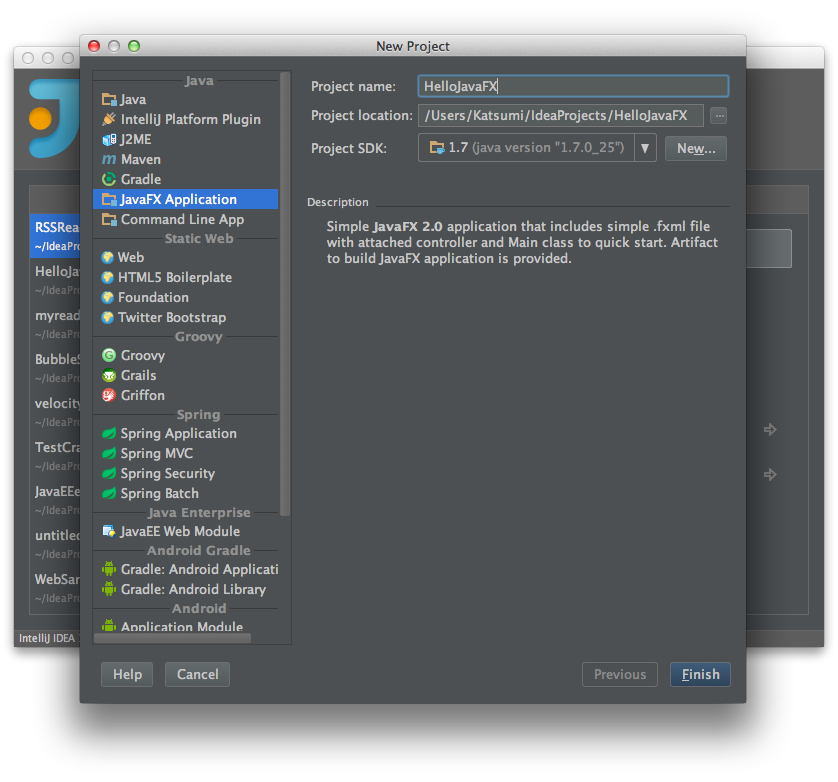 New Project
Java
Java
IntelliJ Platform Plugin
J2ME
Maven
Gradle
JavaFX Application
Command Line App
Static Web
Web
HTML5 Boilerplate
Foundation
Twitter Bootstrap
Groovy
Groovy
Grails
Griffon
Spring
Spring Application
Spring MVC
Spring Security
Spring Batch
Java Enterprise
JavaEE Web Module
Android Gradle
Gradle: Android Applicati
Gradle: Android Library
Android
Application Module
Project name: HelloJavaFX
Project location: /Users/Katsumi/IdeaProjects/HelloJavaFX ...
Project SDK: 1.7 (java version "1.7.0_25") New...
Description
Simple JavaFX 2.0 application that includes simple .fxml file
with attached controller and Main class to quick start. Artifact
to build JavaFX application is provided.
Help Cancel Previous Finish
RSSRea
~/IdeaPro
HelloJav
~/IdeaPro
myread
~/IdeaPro
BubbleS
~/IdeaPro
velocity
~/IdeaPro
TestCra
~/IdeaPro
JavaEEe
~/IdeaPro
untitled
~/IdeaPro
WebSar
~/IdeaPro
IntelliJ IDEA